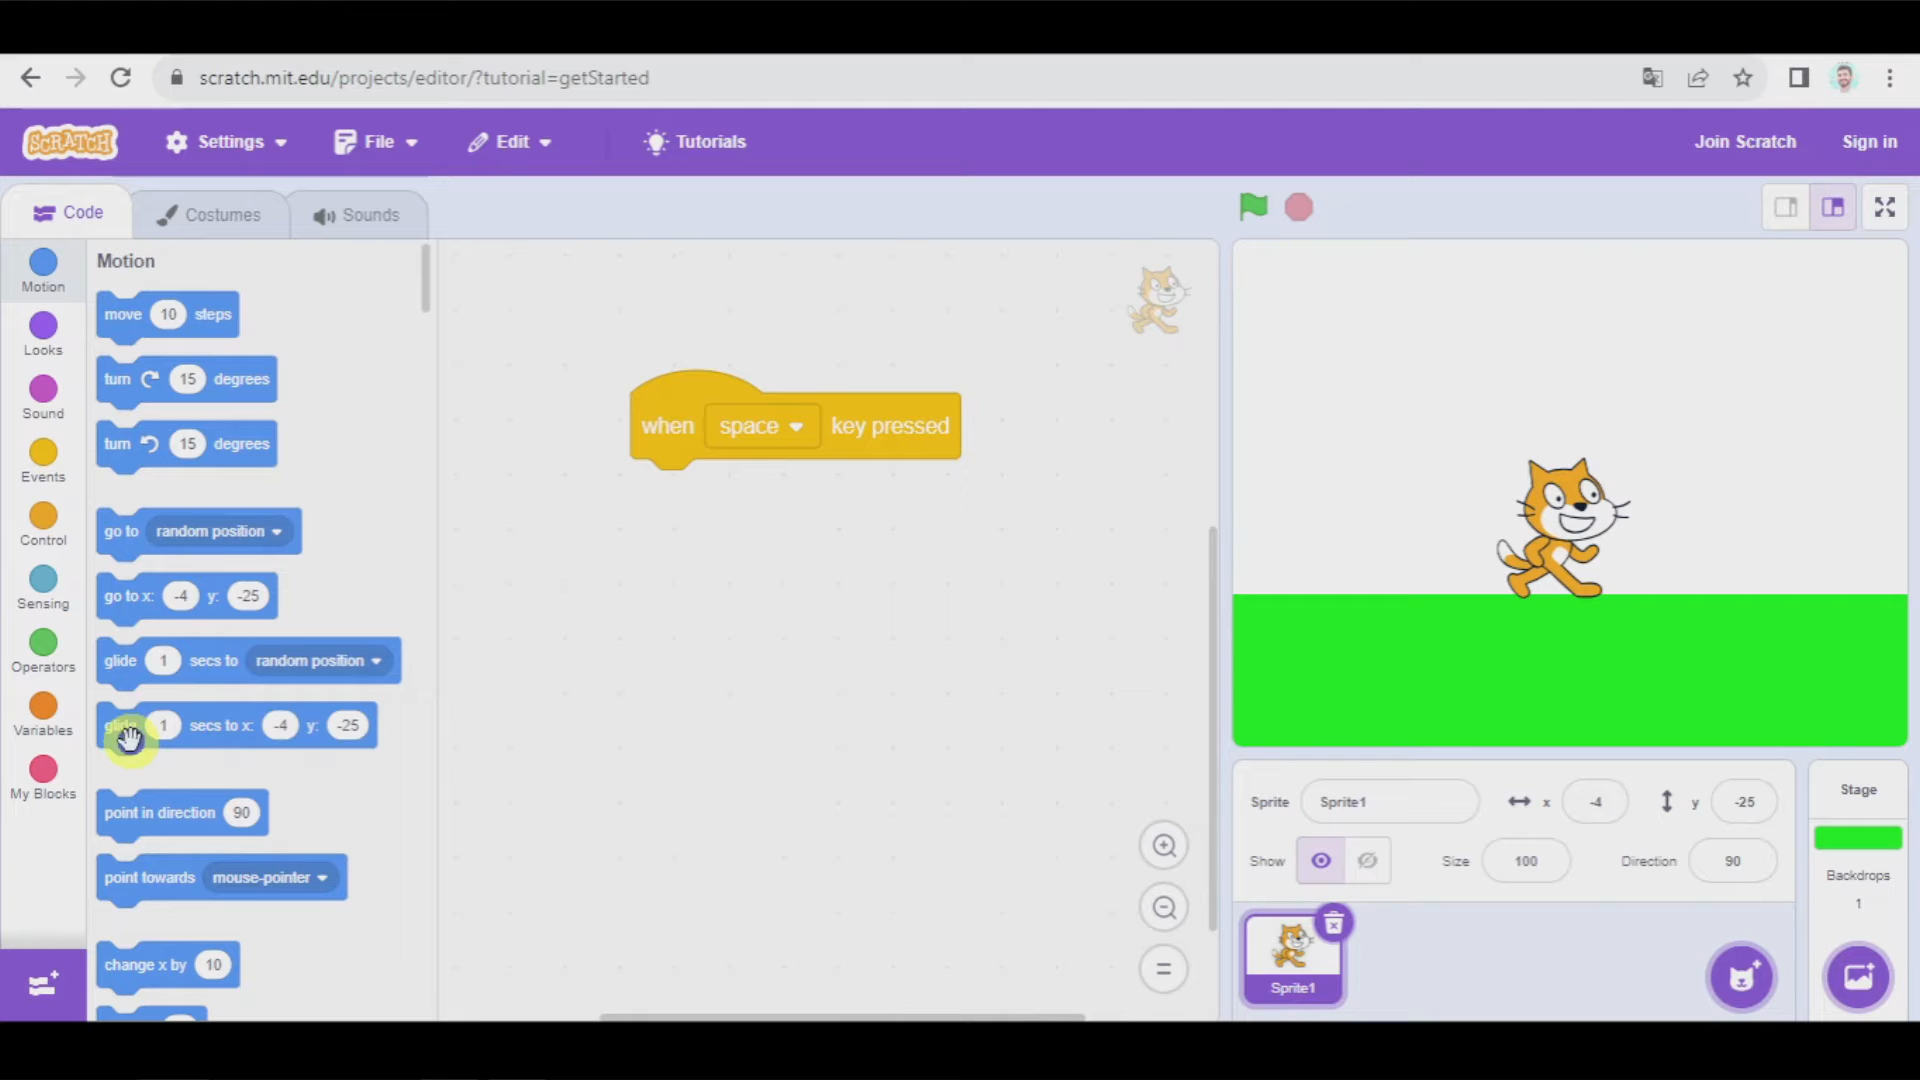 scratch.mit.edu/projects/editor/?tutorial=getStarted
SCRATCH
Settings
File
Edit
Tutorials
Join Scratch
Sign in
Code
Costumes
Sounds
Motion
Looks
Sound
Events
Control
Sensing
Operators
Variables
My Blocks
Motion
move 10 steps
turn 15 degrees
turn 15 degrees
go to random position
go to x: -4 y: -25
glide 1 secs to random position
glide 1 secs to x: -4 y: -25
point in direction 90
point towards mouse-pointer
change x by 10
when space key pressed
Sprite Sprite1 x -4 y -25
Show Size 100 Direction 90
Sprite1
Stage
Backdrops
1